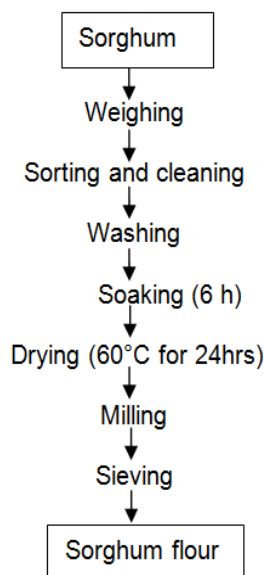 Sorghum
Weighing
Sorting and cleaning
Washing
Soaking (6 h)
Drying (60°C for 24hrs)
Milling
Sieving
Sorghum flour